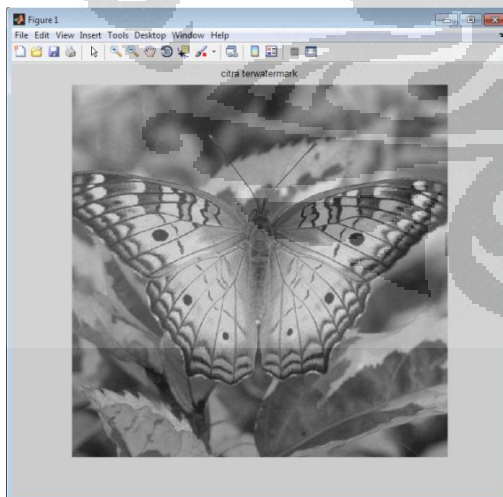 Figure 1
File Edit View Insert Tools Desktop Window Help
citra terwatermark